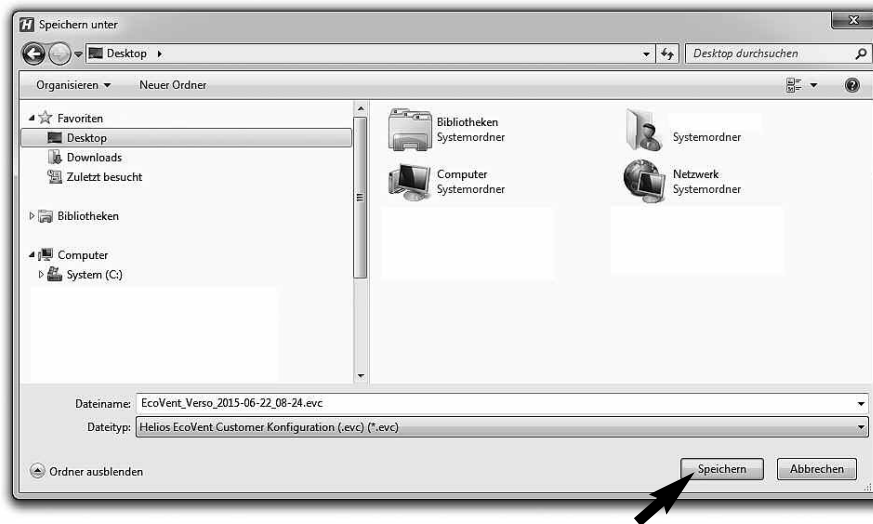 Speichern unter
Desktop
Desktop durchsuchen
Organisieren
Neuer Ordner
Favoriten
Desktop
Downloads
Zuletzt besucht
Bibliotheken
Computer
System (C:)
Bibliotheken
Systemordner
Systemordner
Computer
Systemordner
Netzwerk
Systemordner
Dateiname: EcoVent_Verso_2015-06-22_08-24.evc
Dateityp: Helios EcoVent Customer Konfiguration (.evc) (*.evc)
Ordner ausblenden
Speichern
Abbrechen